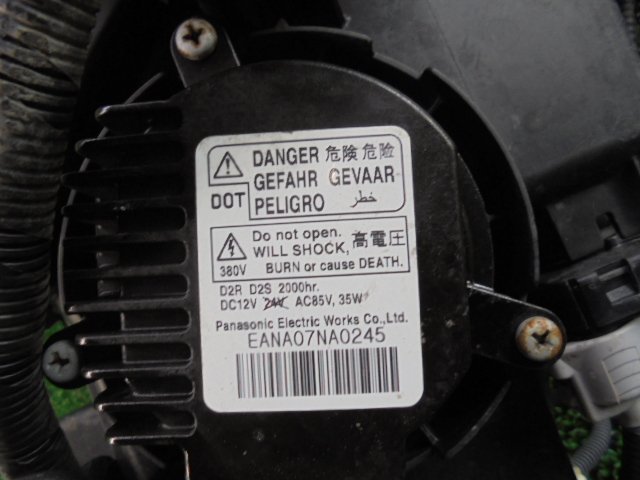 DANGER 危険 危险
GEFAHR GEVAAR
DOT PELIGRO خطر
Do not open.
WILL SHOCK, 高電圧
380V BURN or cause DEATH.
D2R D2S 2000hr.
DC12V 24V AC85V, 35W
Panasonic Electric Works Co.,Ltd.
EANA07NA0245